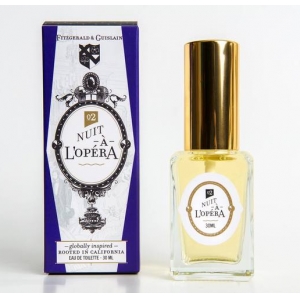 FITZGERALD & GUISLAIN
02
NUIT
À
L'OPÉRA
globally inspired
ROOTED IN CALIFORNIA
EAU DE TOILETTE - 30 ML
02
NUIT
À
L'OPÉRA
30ML